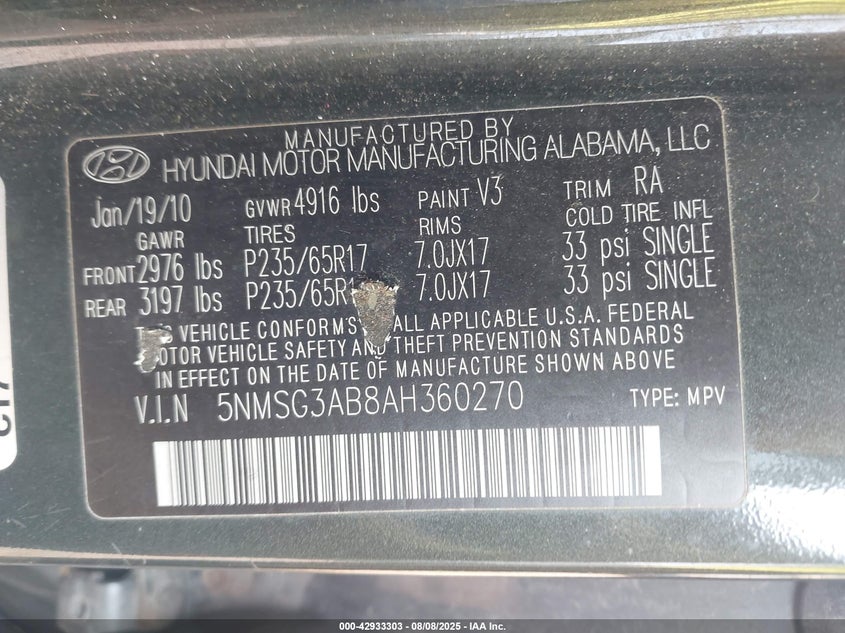 MANUFACTURED BY
HYUNDAI MOTOR MANUFACTURING ALABAMA, LLC
Jan/19/10 GVWR 4916 lbs PAINT V3 TRIM RA
GAWR TIRES RIMS COLD TIRE INFL
FRONT 2976 lbs P235/65R17 7.0JX17 33 psi SINGLE
REAR 3197 lbs P235/65R1 7.0JX17 33 psi SINGLE
VEHICLE CONFORMS ALL APPLICABLE U.S.A. FEDERAL
OTOR VEHICLE SAFETY AND THEFT PREVENTION STANDARDS
IN EFFECT ON THE DATE OF MANUFACTURE SHOWN ABOVE
V.I.N 5NMSG3AB8AH360270 TYPE: MPV
000-42933303 — 08/08/2025 — IAA Inc.